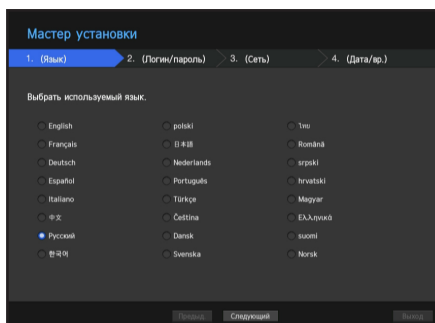 Мастер установки
1. (Язык) 2. (Логин/пароль) 3. (Сеть) 4. (Дата/вр.)
Выбрать используемый язык.
English polski ไทย
Français 日本語 Română
Deutsch Nederlands srpski
Español Português hrvatski
Italiano Türkçe Magyar
中文 Čeština Ελληνικά
Русский Dansk suomi
한국어 Svenska Norsk
Предыд. Следующий Выход